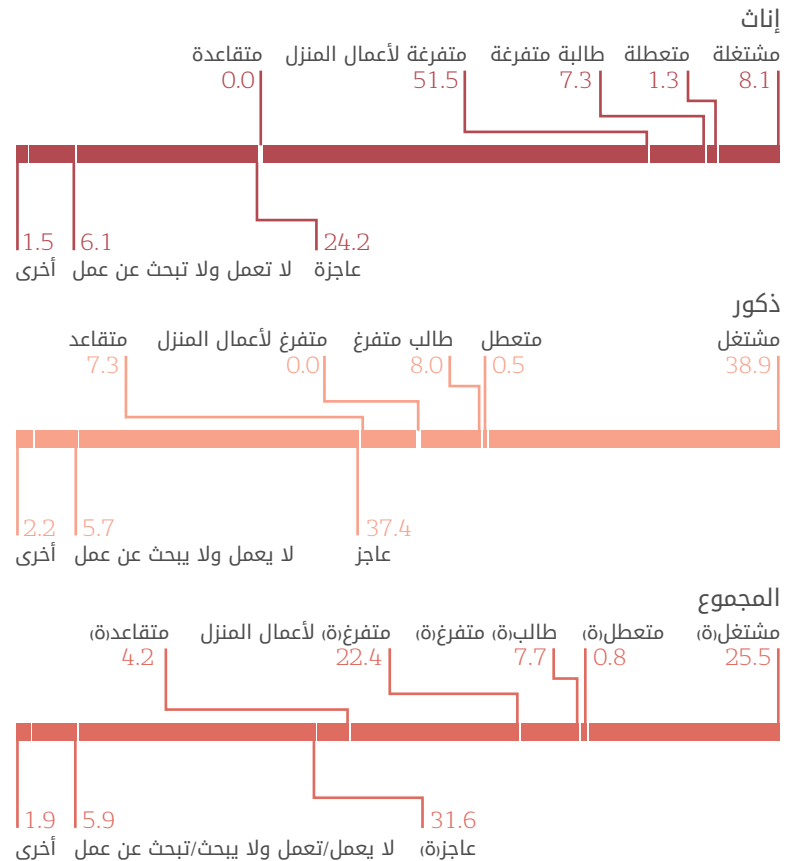 إناث
مشتغلة متعطلة طالبة متفرغة متفرغة لأعمال المنزل متقاعدة
8.1 1.3 7.3 51.5 0.0
24.2 6.1 1.5
عاجزة لا تعمل ولا تبحث عن عمل أخرى
ذكور
مشتغل متعطل طالب متفرغ متفرغ لأعمال المنزل متقاعد
38.9 0.5 8.0 0.0 7.3
37.4 5.7 2.2
عاجز لا يعمل ولا يبحث عن عمل أخرى
المجموع
مشتغل(ة) متعطل(ة) طالب(ة) متفرغ(ة) متفرغ(ة) لأعمال المنزل متقاعد(ة)
25.5 0.8 7.7 22.4 4.2
31.6 5.9 1.9
عاجز(ة) لا يعمل/تعمل ولا يبحث/تبحث عن عمل أخرى